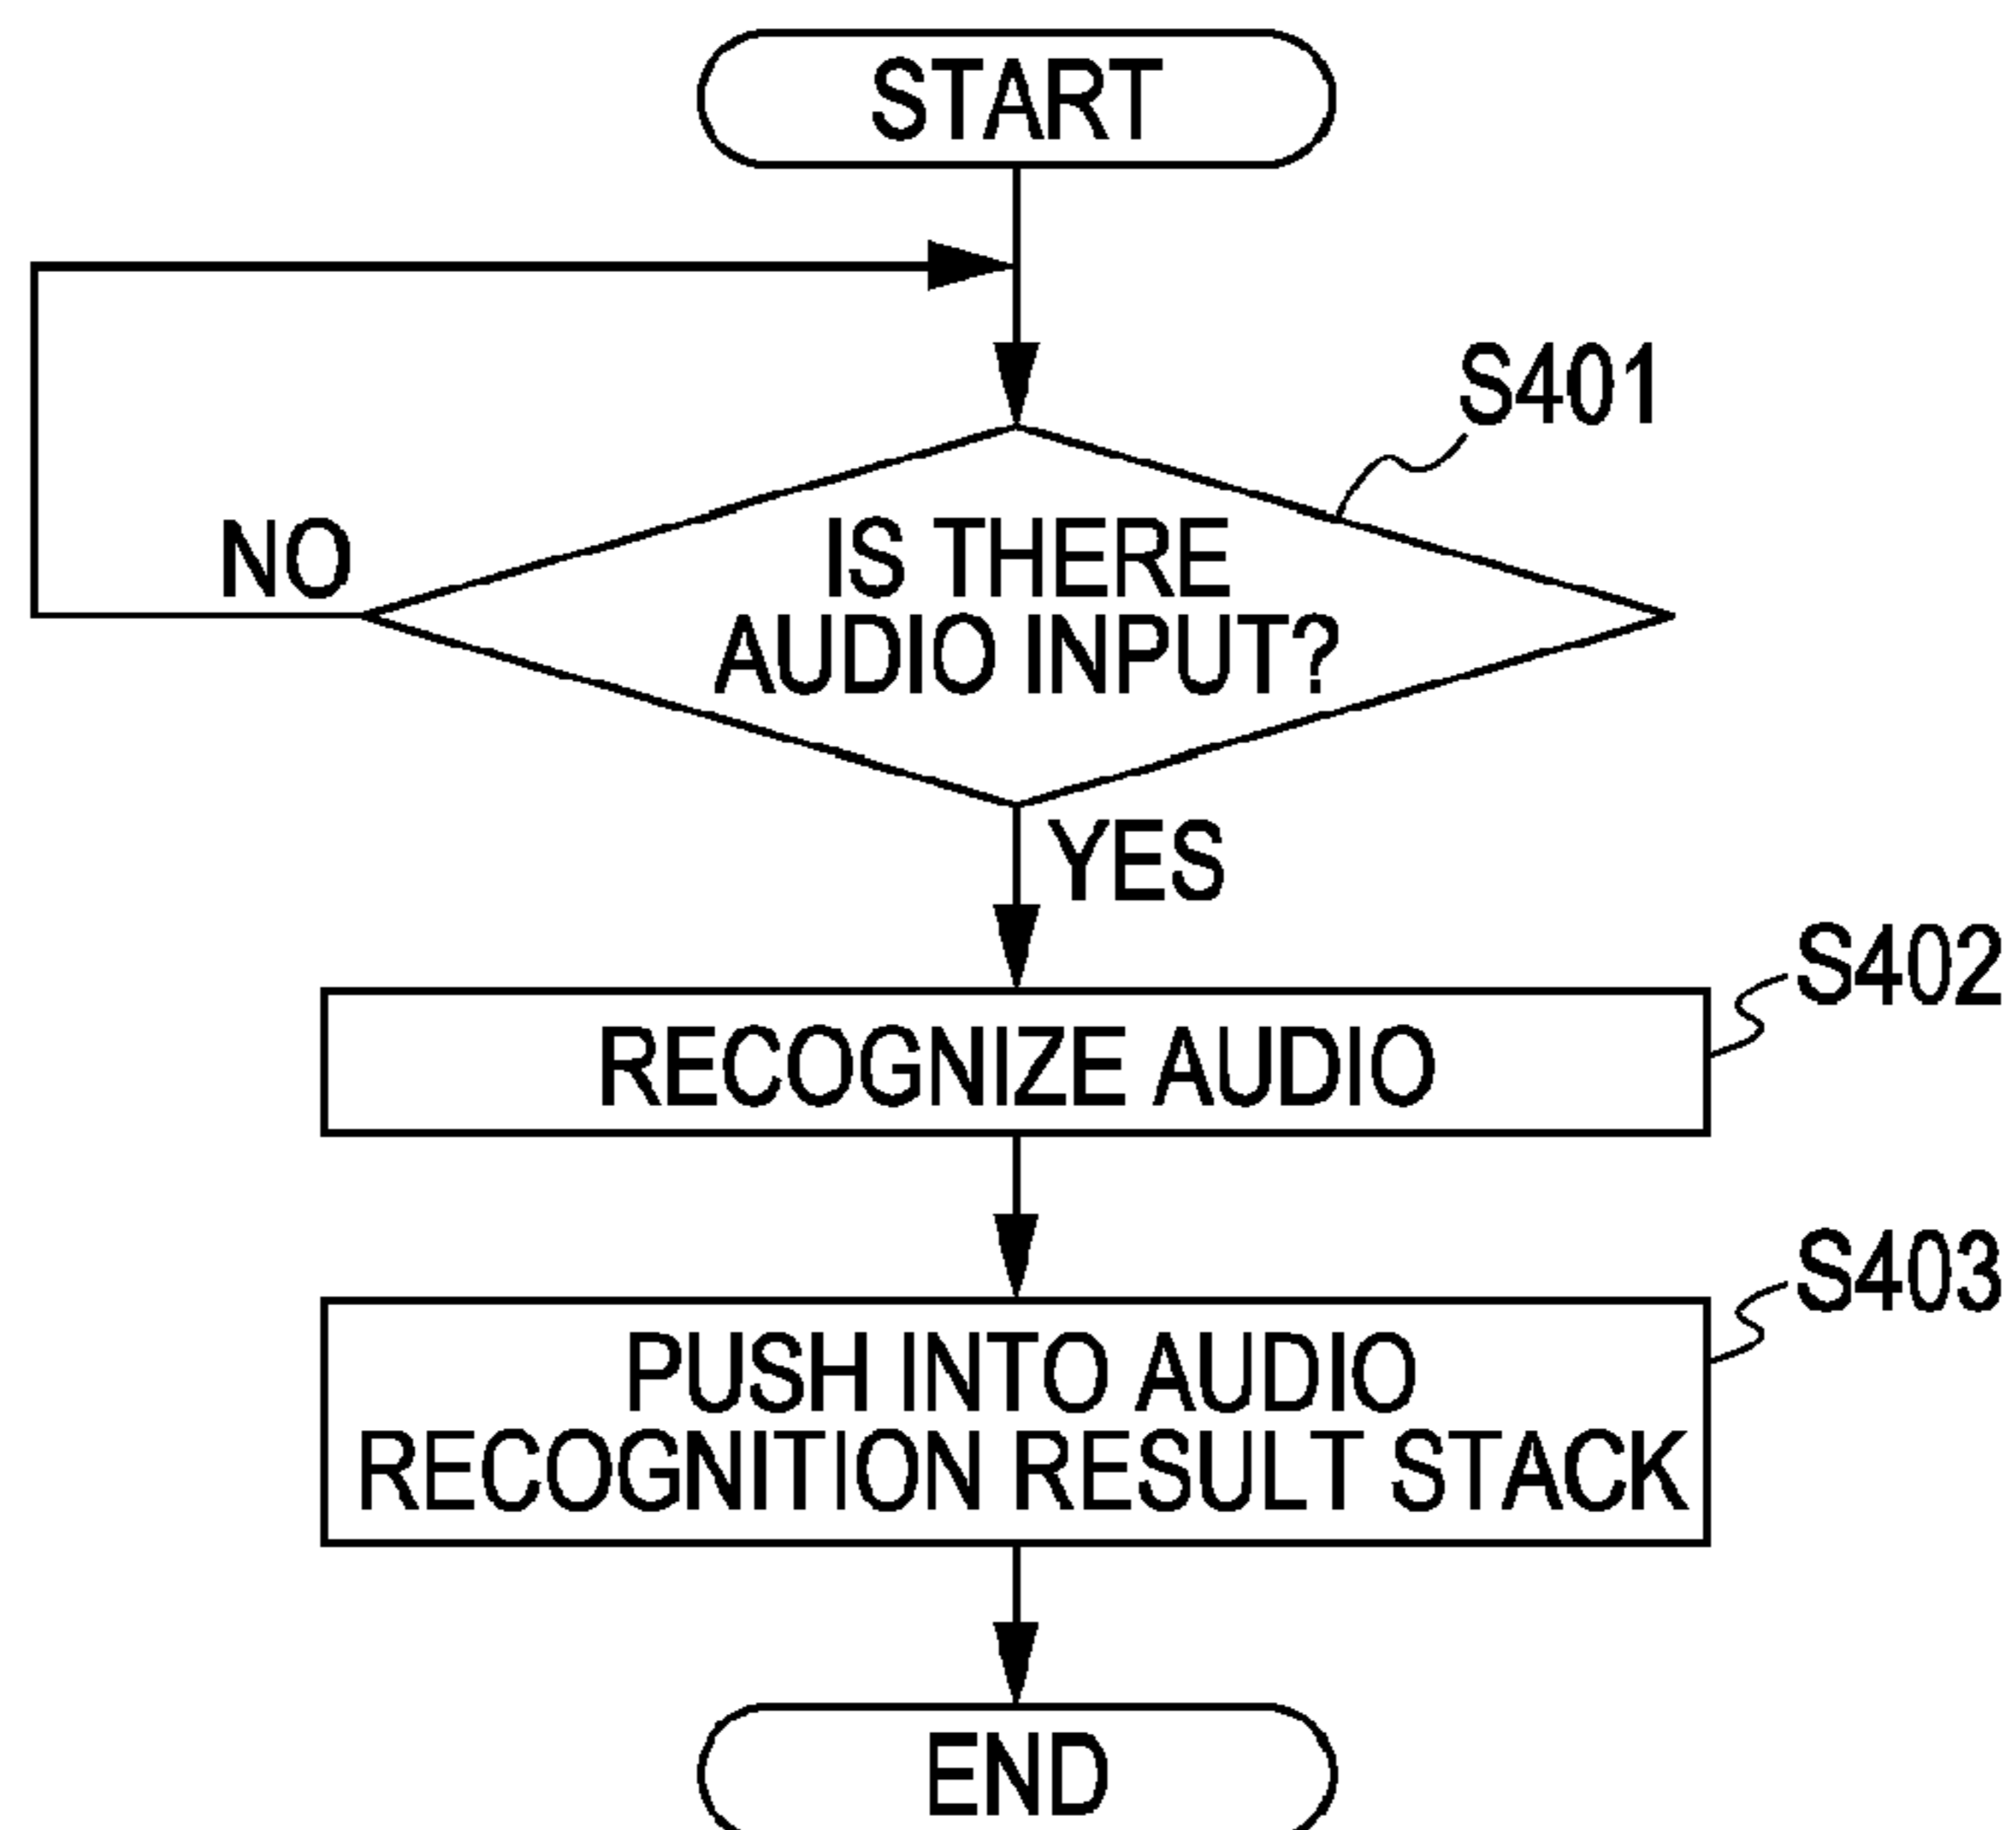 START
S401
IS THERE
AUDIO INPUT?
NO
YES
S402
RECOGNIZE AUDIO
S403
PUSH INTO AUDIO
RECOGNITION RESULT STACK
END